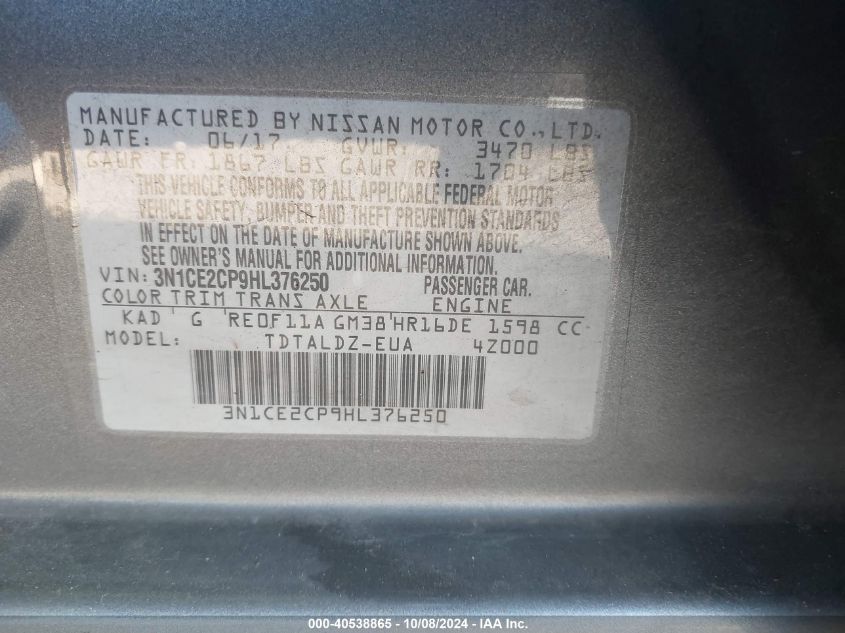 MANUFACTURED BY NISSAN MOTOR CO., LTD.
DATE: 06/17 GVWR: 3470 LBS
GAWR FR: 1867 LBS GAWR RR: 1704 LBS
THIS VEHICLE CONFORMS TO ALL APPLICABLE FEDERAL MOTOR
VEHICLE SAFETY, BUMPER AND THEFT PREVENTION STANDARDS
IN EFFECT ON THE DATE OF MANUFACTURE SHOWN ABOVE.
SEE OWNER'S MANUAL FOR ADDITIONAL INFORMATION.
VIN: 3N1CE2CP9HL376250 PASSENGER CAR.
COLOR TRIM TRANS AXLE ENGINE
KAD G RE0F11A GM38 HR16DE 1598 CC
MODEL: TDTALDZ-EUA 4Z000
3N1CE2CP9HL376250
000-40538865 - 10/08/2024 - IAA Inc.